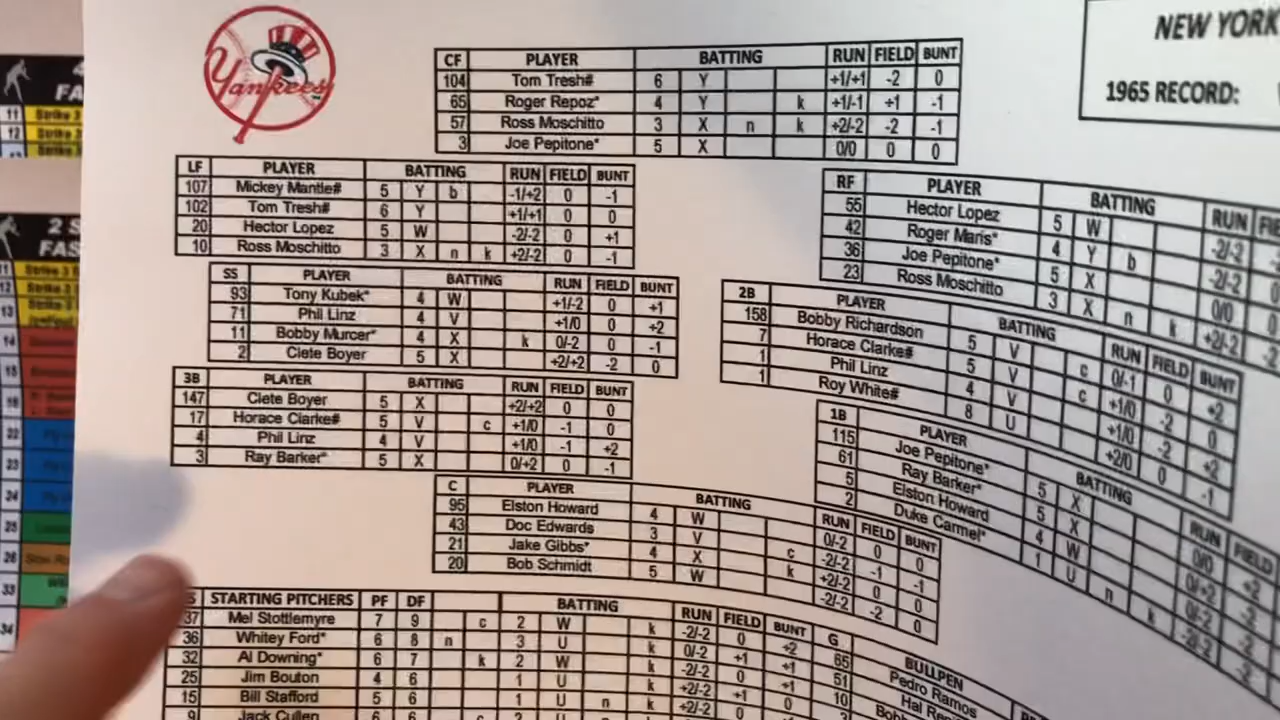 Yankees
NEW YORK
1965 RECORD:
CF PLAYER BATTING RUN FIELD BUNT
104 Tom Tresh# 6 Y +1/+1 -2 0
65 Roger Repoz* 4 Y k +1/-1 +1 -1
57 Ross Moschitto 3 X n k +2/-2 -2 -1
3 Joe Pepitone* 5 X 0/0 0 0
LF PLAYER BATTING RUN FIELD BUNT
107 Mickey Mantle# 5 Y b -1/+2 0 -1
102 Tom Tresh# 6 Y +1/+1 0 0
20 Hector Lopez 5 W -2/-2 0 +1
10 Ross Moschitto 3 X n k +2/-2 0 -1
RF PLAYER BATTING RUN
55 Hector Lopez 5 W -2/-2
42 Roger Maris* 4 Y b -2/-2
36 Joe Pepitone* 5 X 0/0
23 Ross Moschitto 3 X n k +2/-2
SS PLAYER BATTING RUN FIELD BUNT
93 Tony Kubek* 4 W +1/-2 0 +1
71 Phil Linz 4 V +1/0 0 +2
11 Bobby Murcer* 4 X k 0/-2 0 -1
2 Clete Boyer 5 X +2/+2 -2 0
2B PLAYER BATTING RUN FIELD BUNT
158 Bobby Richardson 5 V c 0/-1 0 +2
7 Horace Clarke# 5 V c +1/0 -2 0
1 Phil Linz 4 V +1/0 -2 +2
1 Roy White# 8 U +2/0 -2 -1
3B PLAYER BATTING RUN FIELD BUNT
147 Clete Boyer 5 X +2/+2 0 0
17 Horace Clarke# 5 V c +1/0 -1 0
4 Phil Linz 4 V +1/0 -1 +2
3 Ray Barker* 5 X 0/+2 0 -1
1B PLAYER BATTING RUN FIELD
115 Joe Pepitone* 5 X 0/0 +2
61 Ray Barker* 5 X 0/+2
5 Elston Howard 4 W 0/-2
2 Duke Carmel* 1 U n k -2/-2
C PLAYER BATTING RUN FIELD BUNT
95 Elston Howard 4 W 0/-2 0 0
43 Doc Edwards 3 V c -2/-2 -1 -1
21 Jake Gibbs* 4 X k +2/-2 0 0
20 Bob Schmidt 5 W -2/-2 -2 0
STARTING PITCHERS PF DF BATTING RUN FIELD BUNT
37 Mel Stottlemyre 7 9 c 2 W k -2/-2 0 +2
36 Whitey Ford* 6 8 n 3 U k 0/-2 +1 +1
32 Al Downing* 6 7 k 2 W k -2/-2 0 +1
25 Jim Bouton 4 6 1 U k +2/-2 +1 0
15 Bill Stafford 5 6 1 U n k -2/-2 0
9 Jack Cullen 6 6
G BULLPEN
65 Pedro Ramos
51 Hal
10